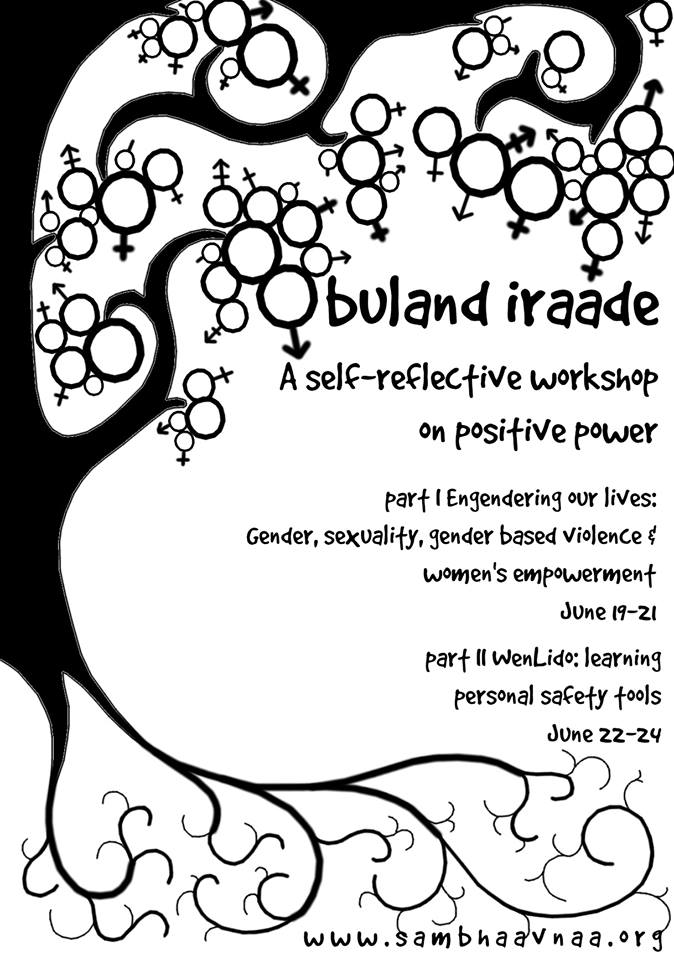 buland iraade
A self-reflective workshop
on positive power
part I Engendering our lives:
Gender, sexuality, gender based violence &
women's empowerment
June 19-21
part II WenLido: learning
personal safety tools
June 22-24
www.sambhaavnaa.org